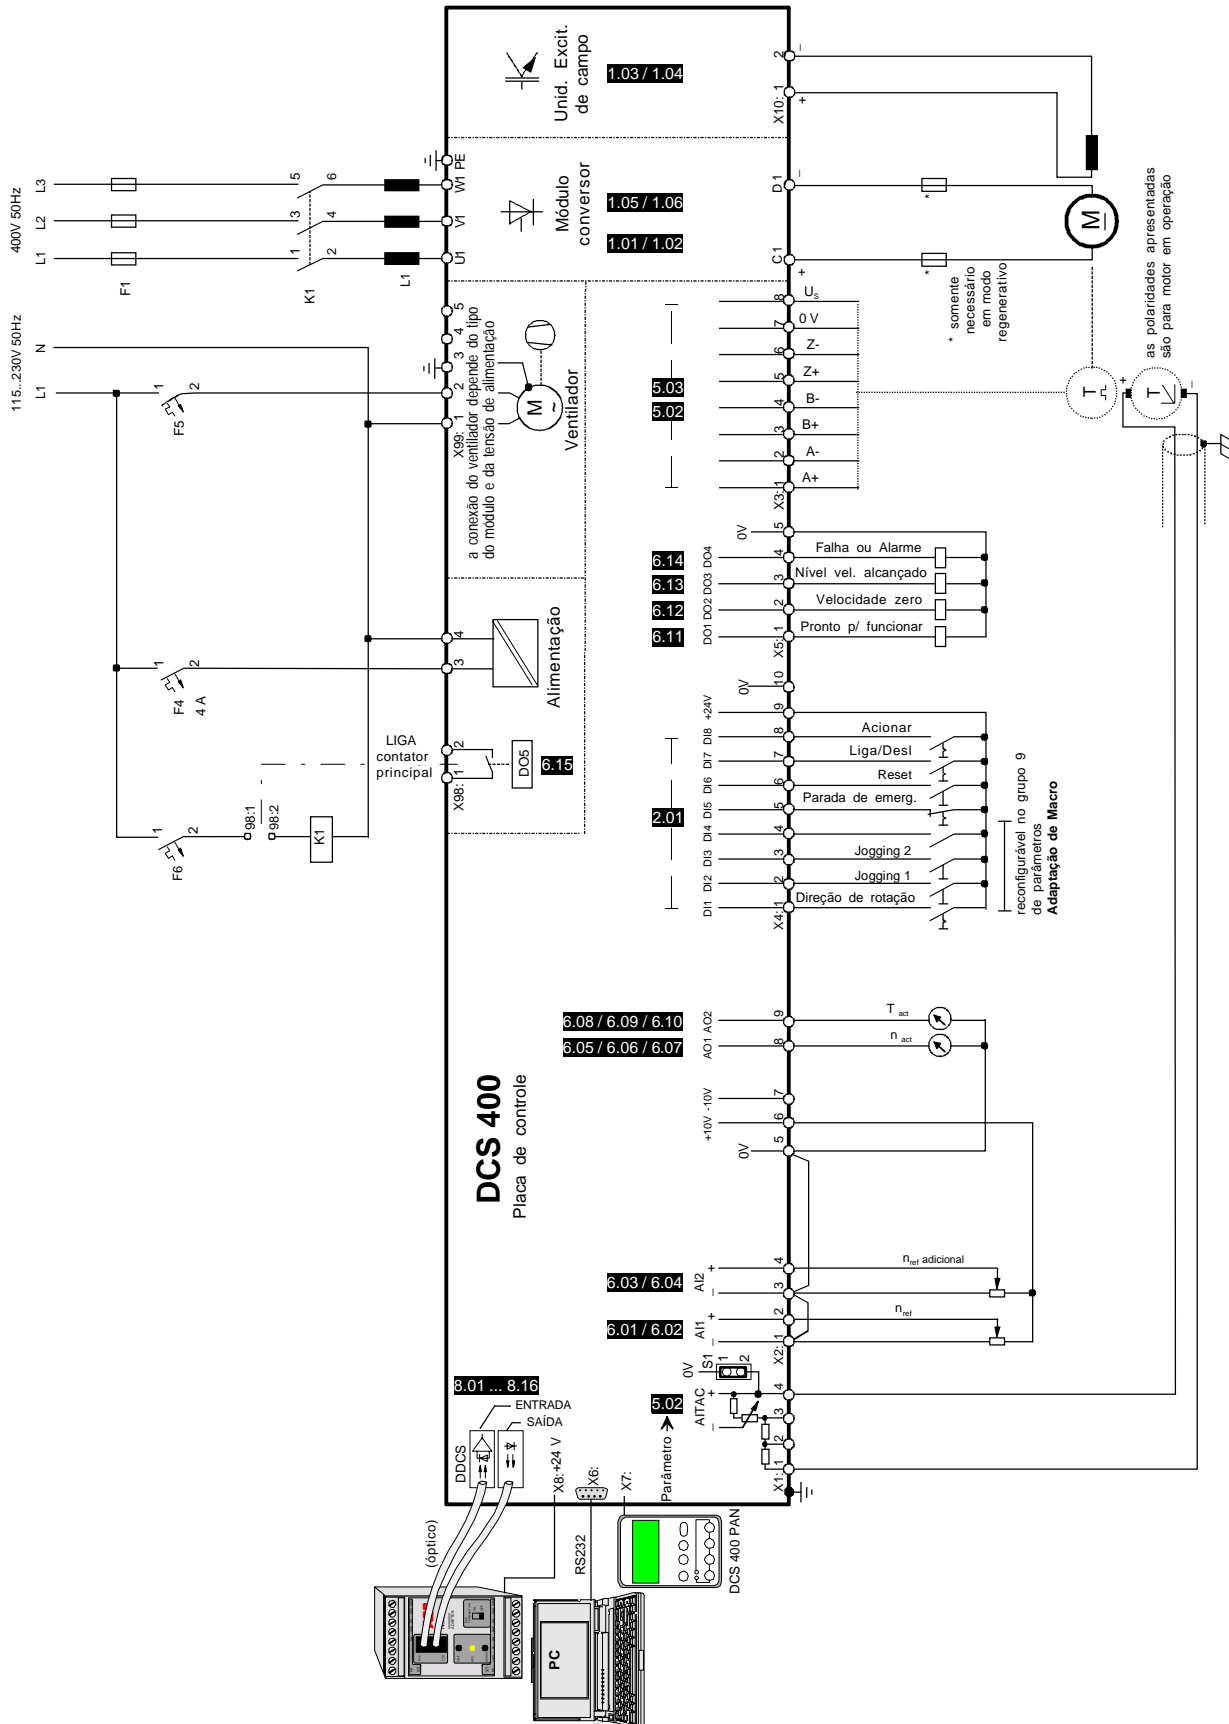 400V 50Hz
L1
L2
L3
F1
1
3
5
2
4
6
K1
L1
U1
V1
W1
PE
115...230V 50Hz
L1
N
F5
1
2
F4
4 A
1
2
F6
1
2
98:1
98:2
K1
LIGA
contator
principal
X98: 1
2
DO5
6.15
3
4
Alimentação
X99: 1
2
3
4
5
M
~
Ventilador
a conexão do ventilador depende do tipo
do módulo e da tensão de alimentação
Unid. Excit.
de campo
1.03 / 1.04
Módulo
conversor
1.05 / 1.06
1.01 / 1.02
X10: 1
2
+
–
D1
–
C1
+
*
*
* somente
necessário
em modo
regenerativo
M
as polaridades apresentadas
são para motor em operação
T
T
+
–
5.03
5.02
X3: 1
2
3
4
5
6
7
8
A+
A-
B+
B-
Z+
Z-
0 V
US
6.14
6.13
6.12
6.11
DO1
DO2
DO3
DO4
0V
X5: 1
2
3
4
5
Falha ou Alarme
Nível vel. alcançado
Velocidade zero
Pronto p/ funcionar
2.01
DI1
DI2
DI3
DI4
DI5
DI6
DI7
DI8
+24V
0V
X4: 1
2
3
4
5
6
7
8
9
10
Acionar
Liga/Desl
Reset
Parada de emerg.
Jogging 2
Jogging 1
Direção de rotação
reconfigurável no grupo 9
de parâmetros
Adaptação de Macro
DCS 400
Placa de controle
6.08 / 6.09 / 6.10
6.05 / 6.06 / 6.07
AO1
AO2
8
9
T act
n act
0V
+10V
-10V
5
6
7
6.03 / 6.04
6.01 / 6.02
AI1
AI2
–
+
–
+
X2: 1
2
3
4
nref adicional
nref
0V
S1
1
2
5.02
AITAC
–
+
Parâmetro
X1: 1
2
3
4
8.01 ... 8.16
ENTRADA
SAÍDA
DDCS
(óptico)
X8: +24 V
X6:
X7:
RS232
PC
DCS 400 PAN